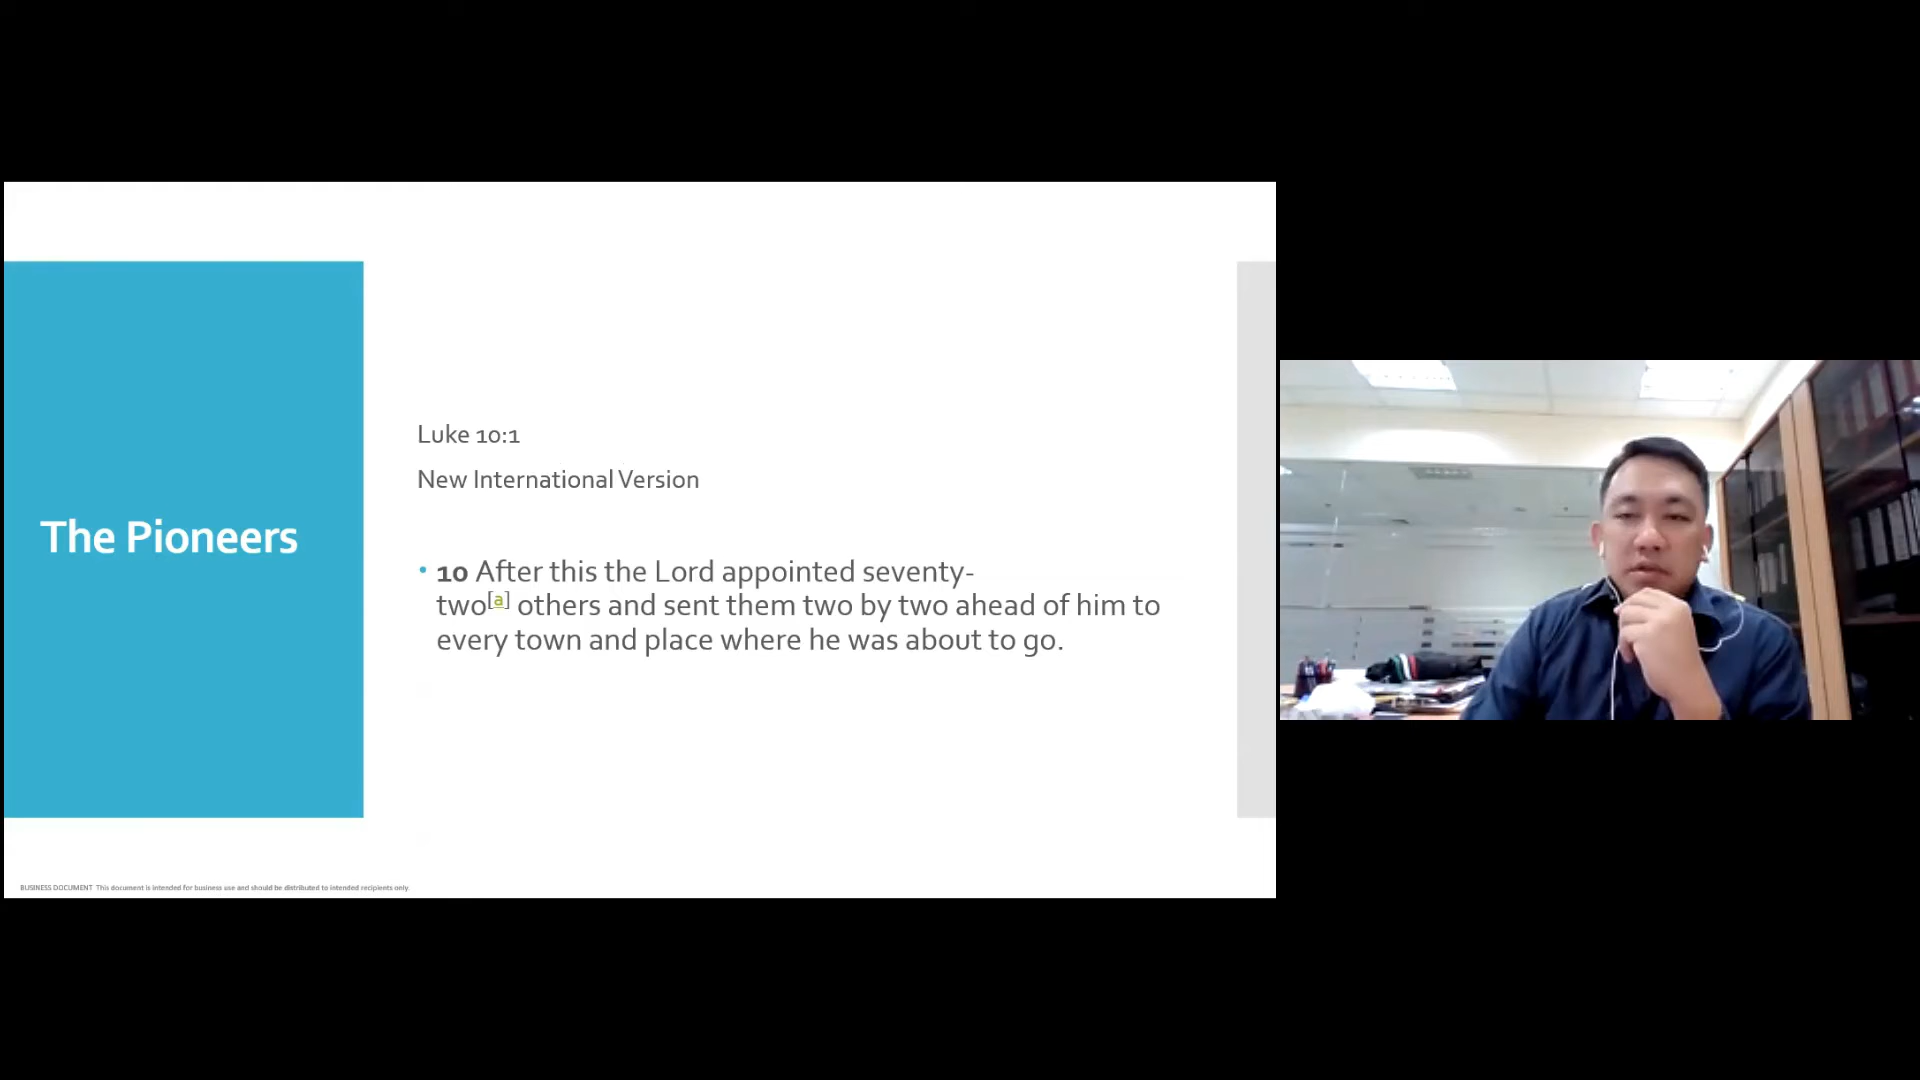 The Pioneers
Luke 10:1
New International Version
• 10 After this the Lord appointed seventy-
two[a] others and sent them two by two ahead of him to
every town and place where he was about to go.
BUSINESS DOCUMENT This document is intended for business use and should be distributed to intended recipients only.